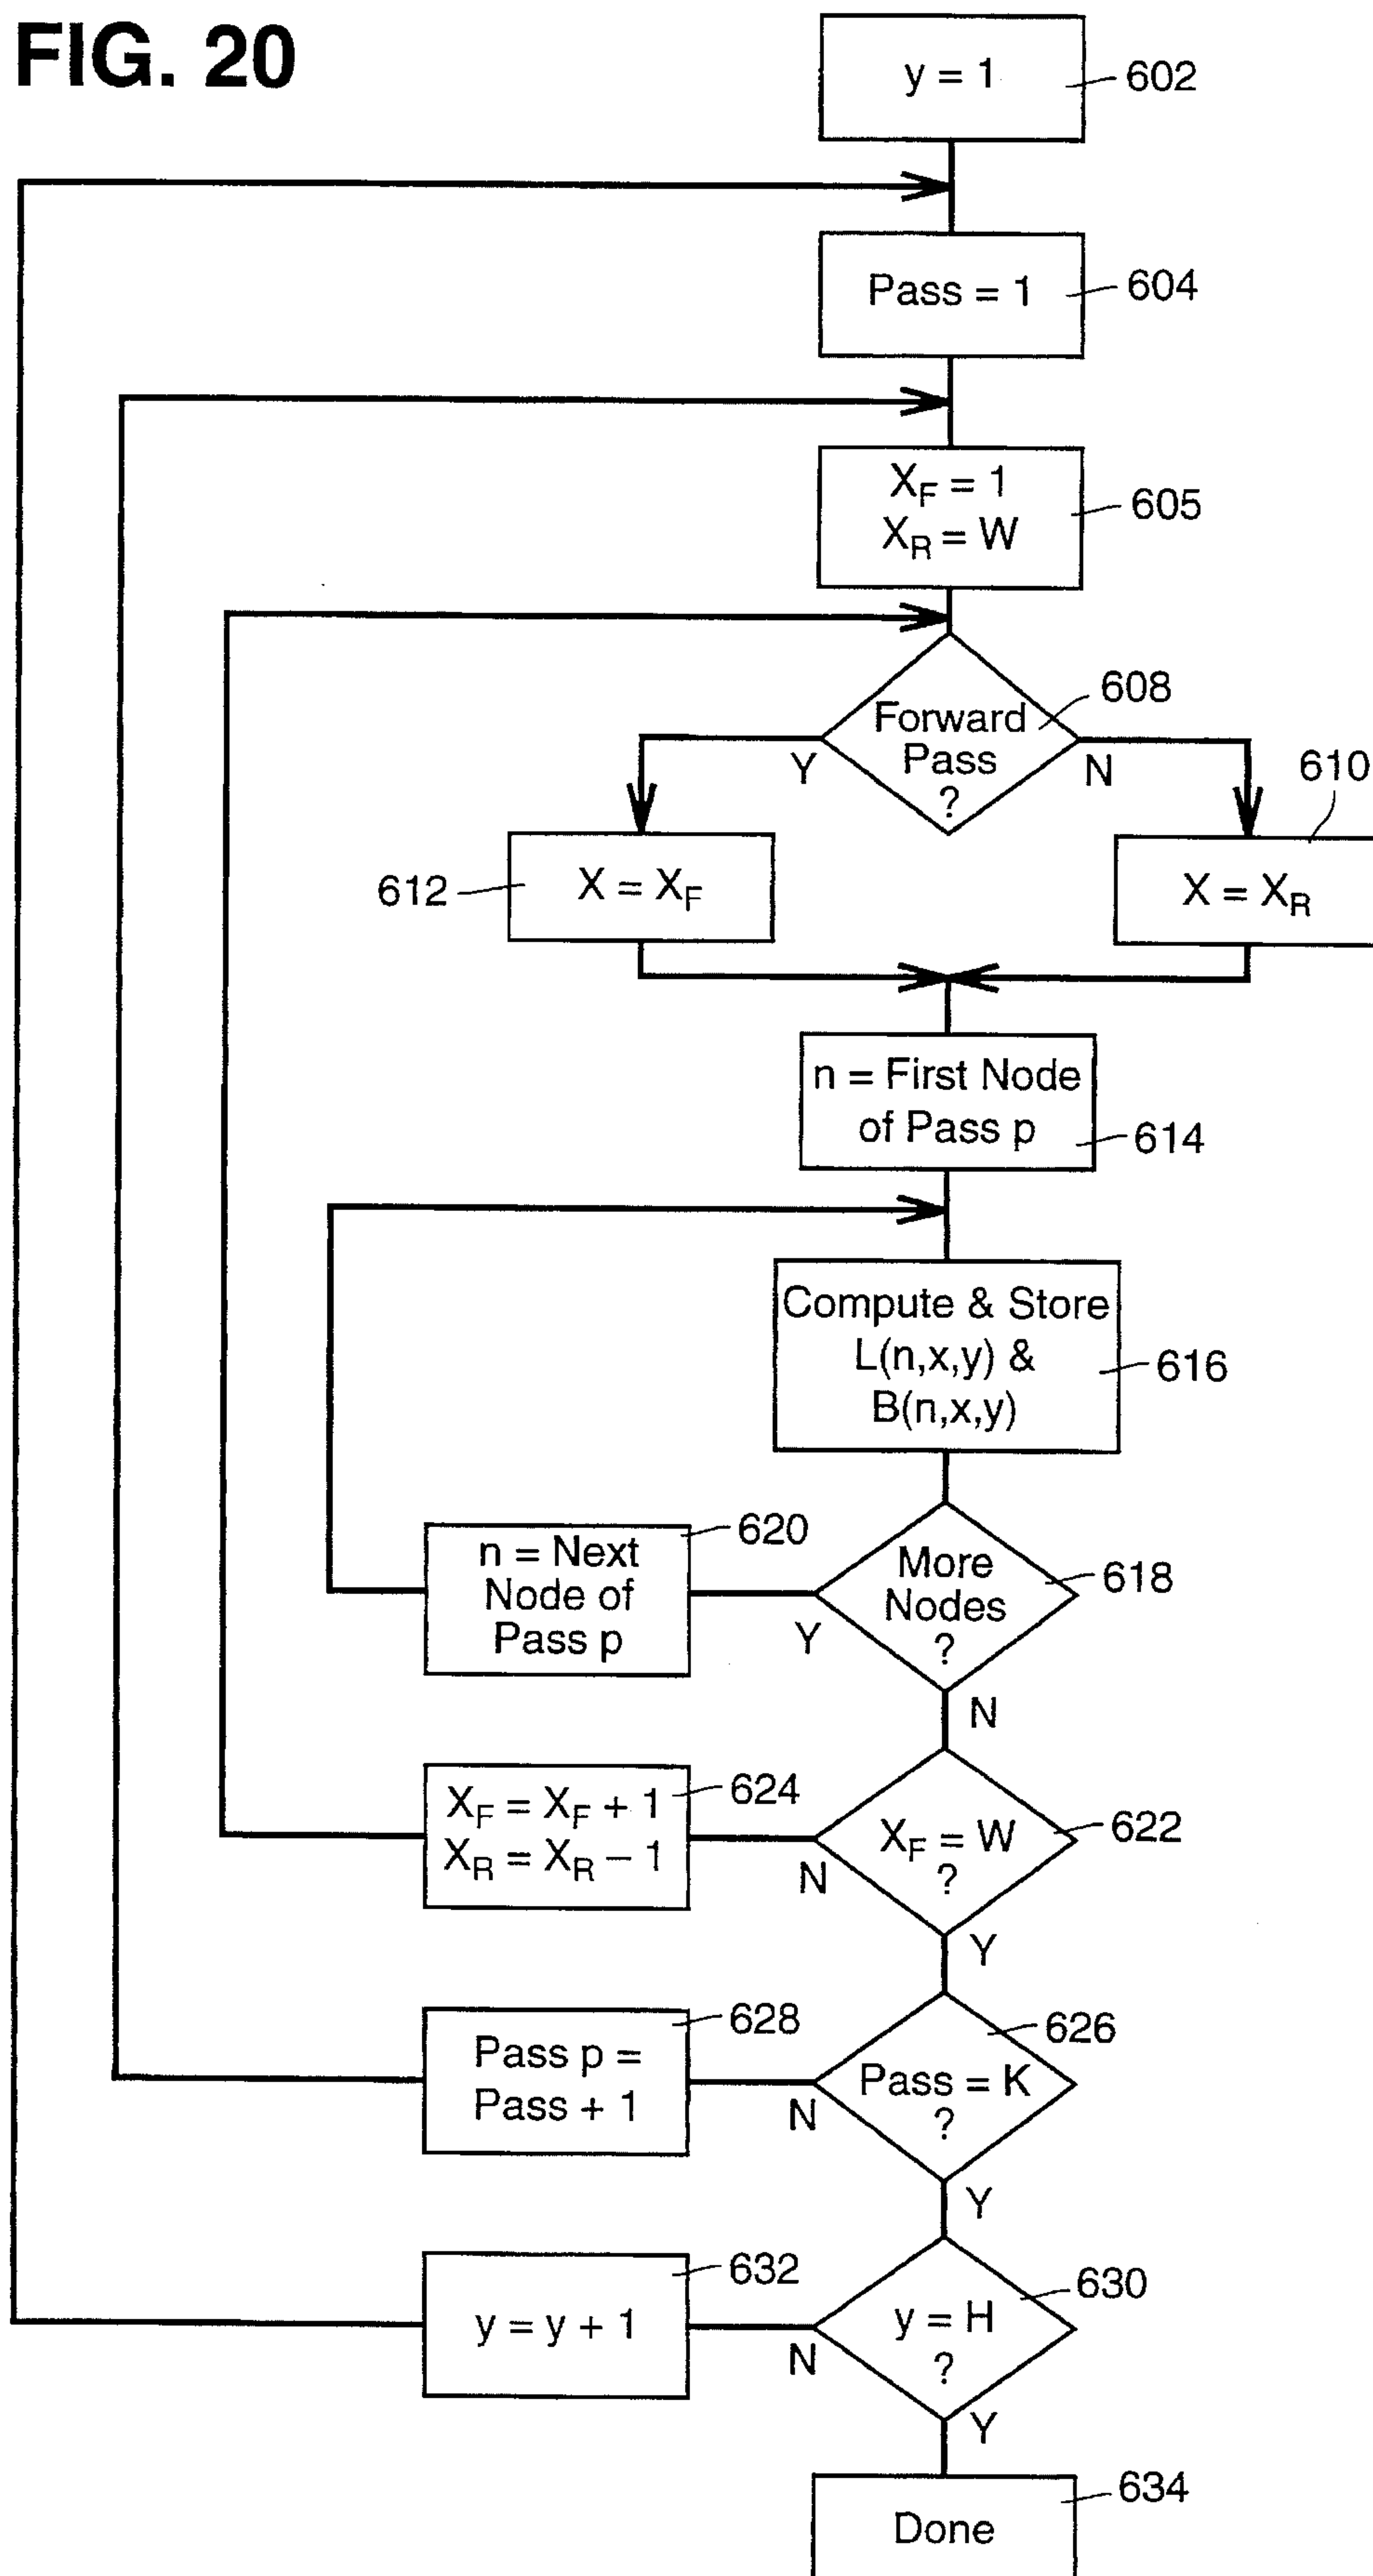 FIG. 20
y = 1
602
Pass = 1
604
X_F = 1
X_R = W
605
608
Forward
Pass
?
Y
N
610
612
X = X_F
X = X_R
n = First Node
of Pass p
614
Compute & Store
L(n,x,y) &
B(n,x,y)
616
620
n = Next
Node of
Pass p
More
Nodes
?
618
Y
N
X_F = X_F + 1
X_R = X_R – 1
624
X_F = W
?
622
N
Y
628
Pass p =
Pass + 1
626
Pass = K
?
N
Y
632
y = y + 1
630
y = H
?
N
Y
634
Done